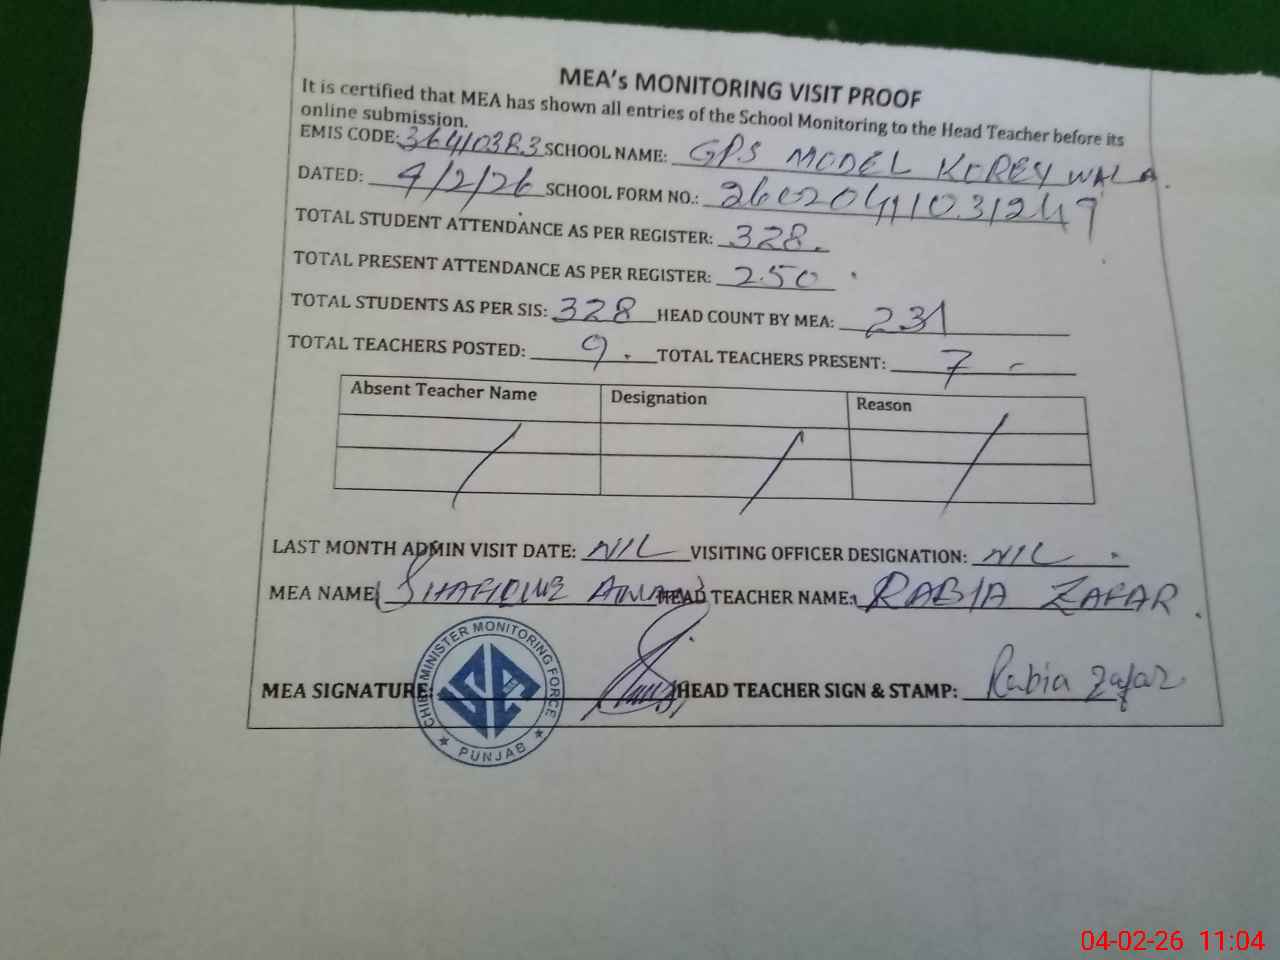 MEA's MONITORING VISIT PROOF
It is certified that MEA has shown all entries of the School Monitoring to the Head Teacher before its
online submission.
EMIS CODE: 36410383 SCHOOL NAME: GPS MODEL KOREY WALA.
DATED: 4/2/26 SCHOOL FORM NO.:
TOTAL STUDENT ATTENDANCE AS PER REGISTER: 328.
TOTAL PRESENT ATTENDANCE AS PER REGISTER: 250
TOTAL STUDENTS AS PER SIS: 328 HEAD COUNT BY MEA: 231
TOTAL TEACHERS POSTED: 9. TOTAL TEACHERS PRESENT: 7 -
Absent Teacher Name Designation Reason
/ / /
LAST MONTH ADMIN VISIT DATE: NIL VISITING OFFICER DESIGNATION: NIL.
MEA NAME: HEAD TEACHER NAME: RABIA ZAFAR.
CHIEF MINISTER MONITORING FORCE
PUNJAB
MEA SIGNATURE: HEAD TEACHER SIGN & STAMP: Rabia Zafar
04-02-26 11:04